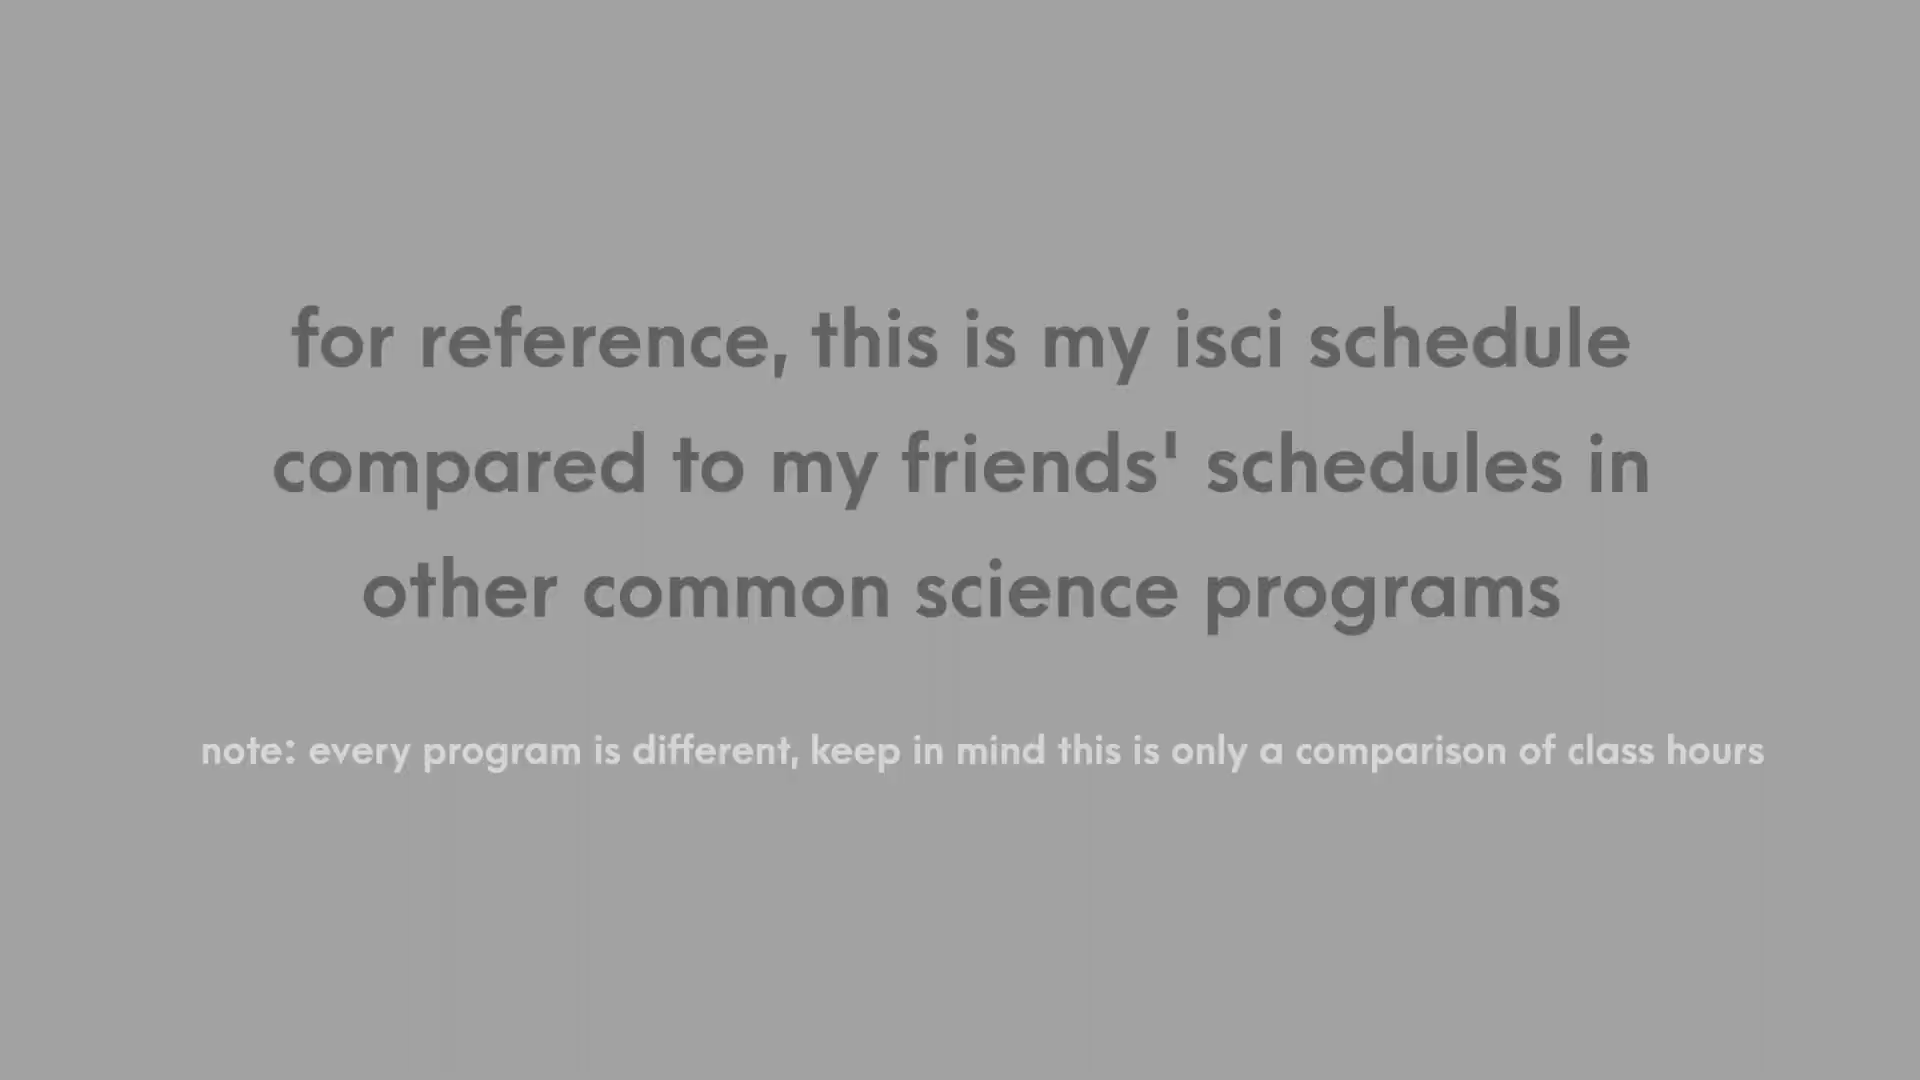 for reference, this is my isci schedule
compared to my friends' schedules in
other common science programs
note: every program is different, keep in mind this is only a comparison of class hours